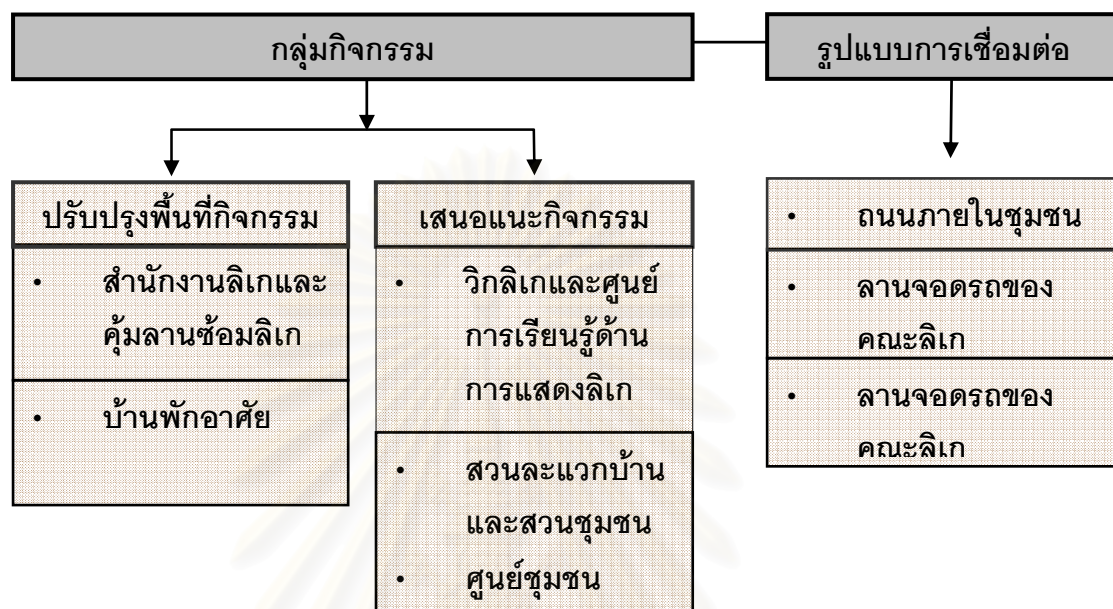 กลุ่มกิจกรรม
รูปแบบการเชื่อมต่อ
ปรับปรุงพื้นที่กิจกรรม
• สำนักงานลิเกและ
คุ้มลานซ้อมลิเก
• บ้านพักอาศัย
เสนอแนะกิจกรรม
• วิกลิเกและศูนย์
การเรียนรู้ด้าน
การแสดงลิเก
• สวนละแวกบ้าน
และสวนชุมชน
• ศูนย์ชุมชน
• ถนนภายในชุมชน
• ลานจอดรถของ
คณะลิเก
• ลานจอดรถของ
คณะลิเก